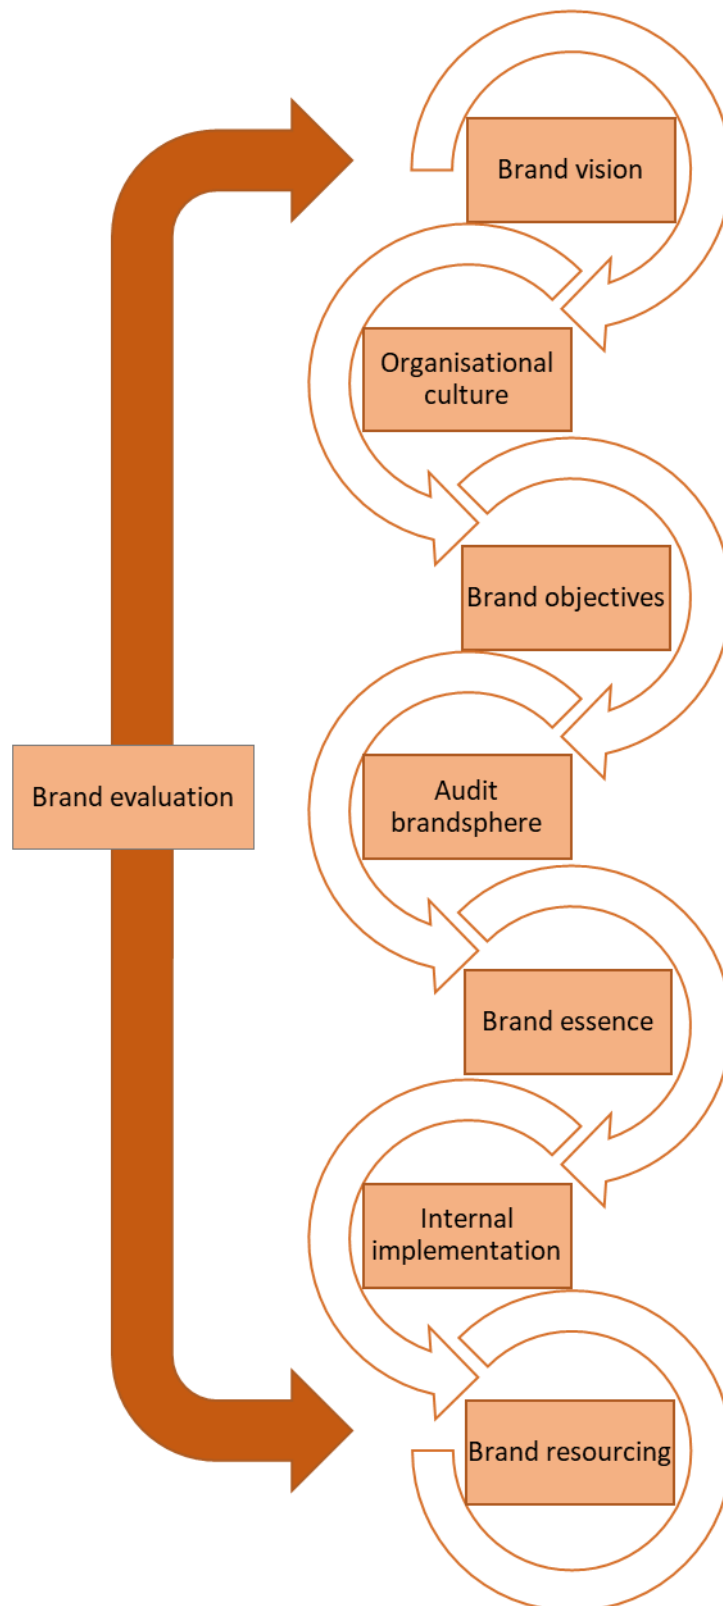 Brand vision
Organisational
culture
Brand objectives
Brand evaluation
Audit
brandsphere
Brand essence
Internal
implementation
Brand resourcing